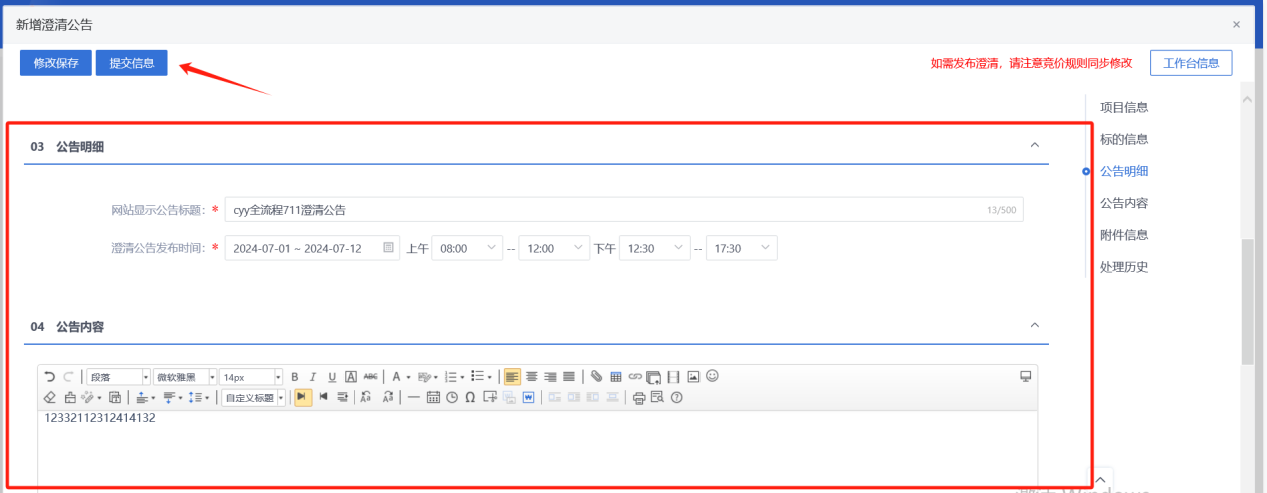 新增澄清公告
修改保存 提交信息 如需发布澄清，请注意竞价规则同步修改 工作台信息
项目信息
03 公告明细
标的信息
公告明细
网站显示公告标题：* cyy全流程711澄清公告 13/500
公告内容
附件信息
澄清公告发布时间：* 2024-07-01 ~ 2024-07-12 上午 08:00 -- 12:00 下午 12:30 -- 17:30
处理历史
04 公告内容
段落 微软雅黑 14px B I U A ABC A
自定义标题
12332112312414132